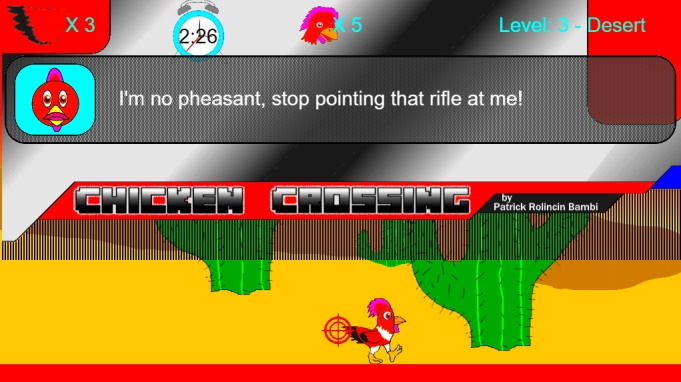 X 3
2:26
X 5
Level: 3 - Desert
I'm no pheasant, stop pointing that rifle at me!
CHICKEN CROSSING
by
Patrick Rolincin Bambi